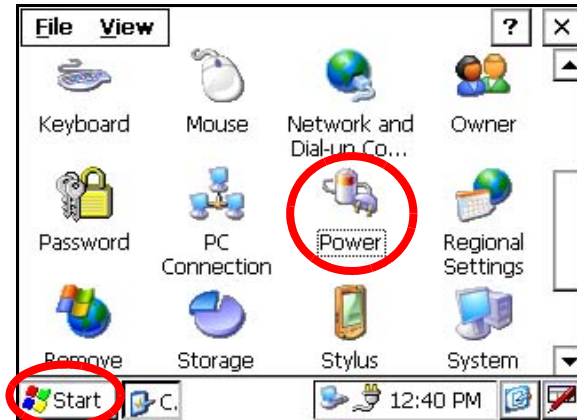 File View ? ×
Keyboard Mouse Network and Owner
Dial-up Co...
Password PC Power Regional
Connection Settings
Remove Storage Stylus System
Start C. 12:40 PM